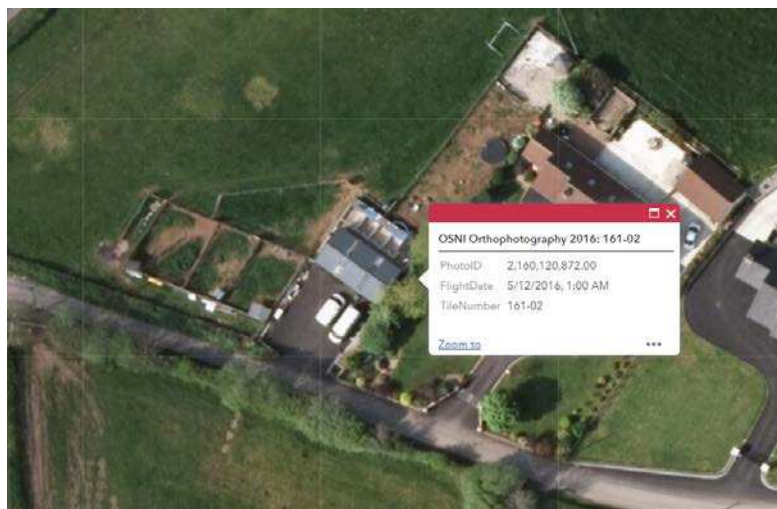 OSNI Orthophotography 2016: 161-02
PhotoID 2,160,120,872.00
FlightDate 5/12/2016, 1:00 AM
TileNumber 161-02
Zoom to